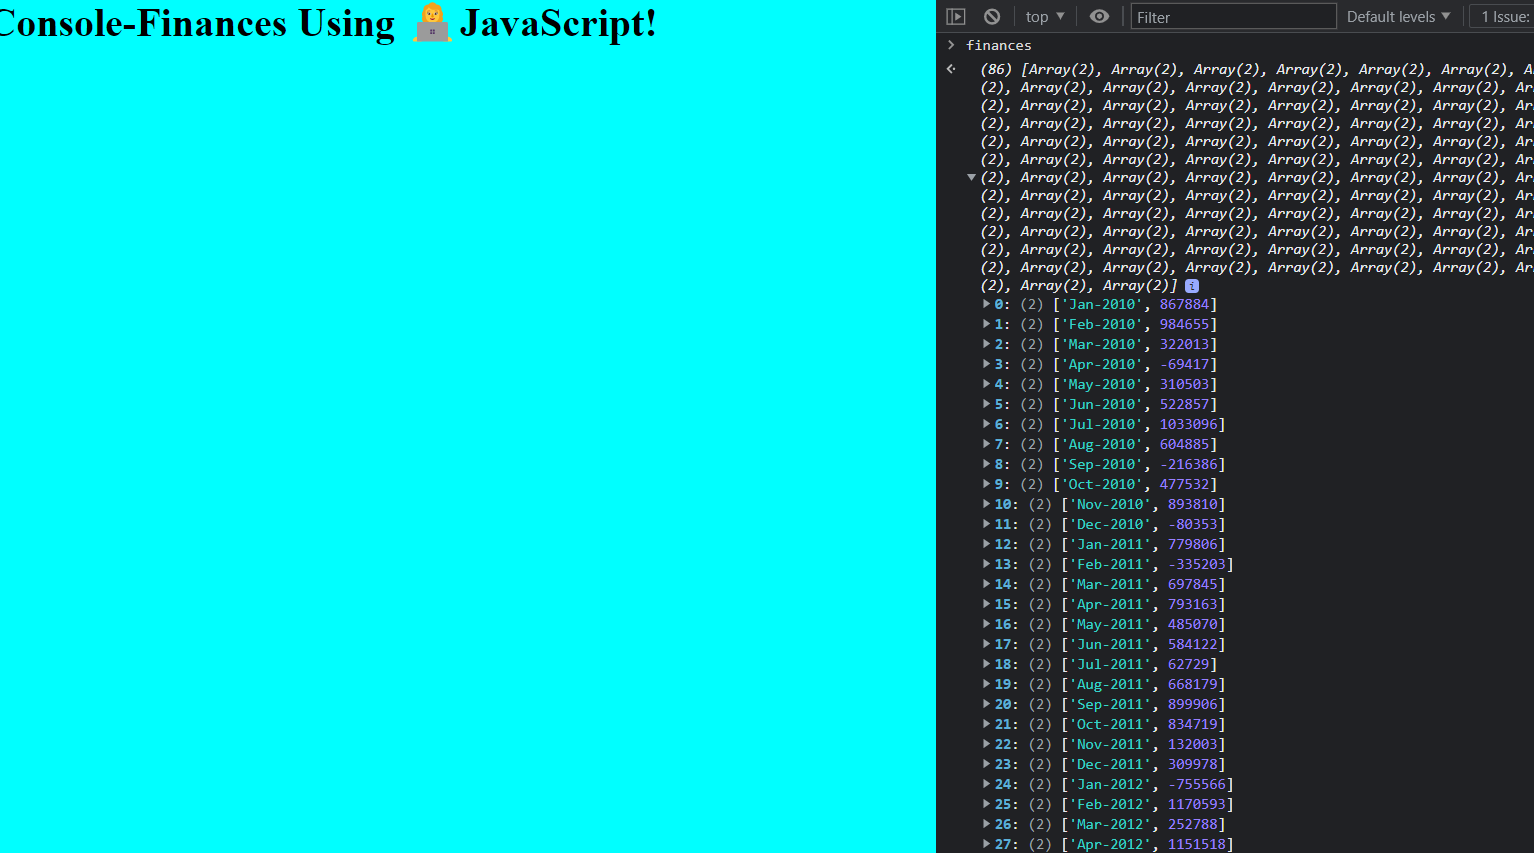 Console-Finances Using 👩‍💻 JavaScript!
top ▼ Filter Default levels ▼ 1 Issue:
> finances
(86) [Array(2), Array(2), Array(2), Array(2), Array(2), Array(2), A
(2), Array(2), Array(2), Array(2), Array(2), Array(2), Array(2), Ar
(2), Array(2), Array(2), Array(2), Array(2), Array(2), Array(2), Ar
(2), Array(2), Array(2), Array(2), Array(2), Array(2), Array(2), Ar
(2), Array(2), Array(2), Array(2), Array(2), Array(2), Array(2), Ar
(2), Array(2), Array(2), Array(2), Array(2), Array(2), Array(2), Ar
(2), Array(2), Array(2), Array(2), Array(2), Array(2), Array(2), Ar
(2), Array(2), Array(2), Array(2), Array(2), Array(2), Array(2), Ar
(2), Array(2), Array(2), Array(2), Array(2), Array(2), Array(2), Ar
(2), Array(2), Array(2), Array(2), Array(2), Array(2), Array(2), Ar
(2), Array(2), Array(2), Array(2), Array(2), Array(2), Array(2), Ar
(2), Array(2), Array(2), Array(2), Array(2), Array(2), Array(2), Ar
(2), Array(2), Array(2)] i
0: (2) ['Jan-2010', 867884]
1: (2) ['Feb-2010', 984655]
2: (2) ['Mar-2010', 322013]
3: (2) ['Apr-2010', -69417]
4: (2) ['May-2010', 310503]
5: (2) ['Jun-2010', 522857]
6: (2) ['Jul-2010', 1033096]
7: (2) ['Aug-2010', 604885]
8: (2) ['Sep-2010', -216386]
9: (2) ['Oct-2010', 477532]
10: (2) ['Nov-2010', 893810]
11: (2) ['Dec-2010', -80353]
12: (2) ['Jan-2011', 779806]
13: (2) ['Feb-2011', -335203]
14: (2) ['Mar-2011', 697845]
15: (2) ['Apr-2011', 793163]
16: (2) ['May-2011', 485070]
17: (2) ['Jun-2011', 584122]
18: (2) ['Jul-2011', 62729]
19: (2) ['Aug-2011', 668179]
20: (2) ['Sep-2011', 899906]
21: (2) ['Oct-2011', 834719]
22: (2) ['Nov-2011', 132003]
23: (2) ['Dec-2011', 309978]
24: (2) ['Jan-2012', -755566]
25: (2) ['Feb-2012', 1170593]
26: (2) ['Mar-2012', 252788]
27: (2) ['Apr-2012', 1151518]